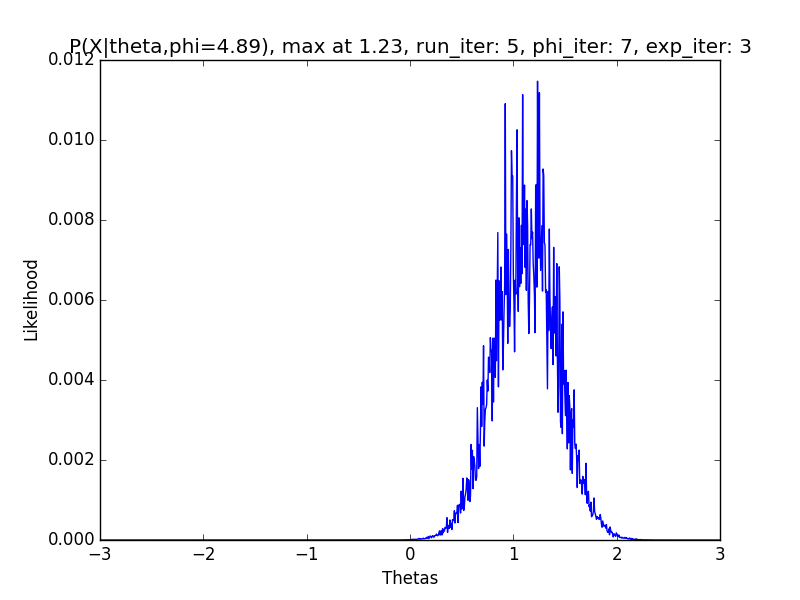 P(X|theta,phi=4.89), max at 1.23, run_iter: 5, phi_iter: 7, exp_iter: 3
0.012
0.010
0.008
0.006
0.004
0.002
0.000
Likelihood
−3 −2 −1 0 1 2 3
Thetas